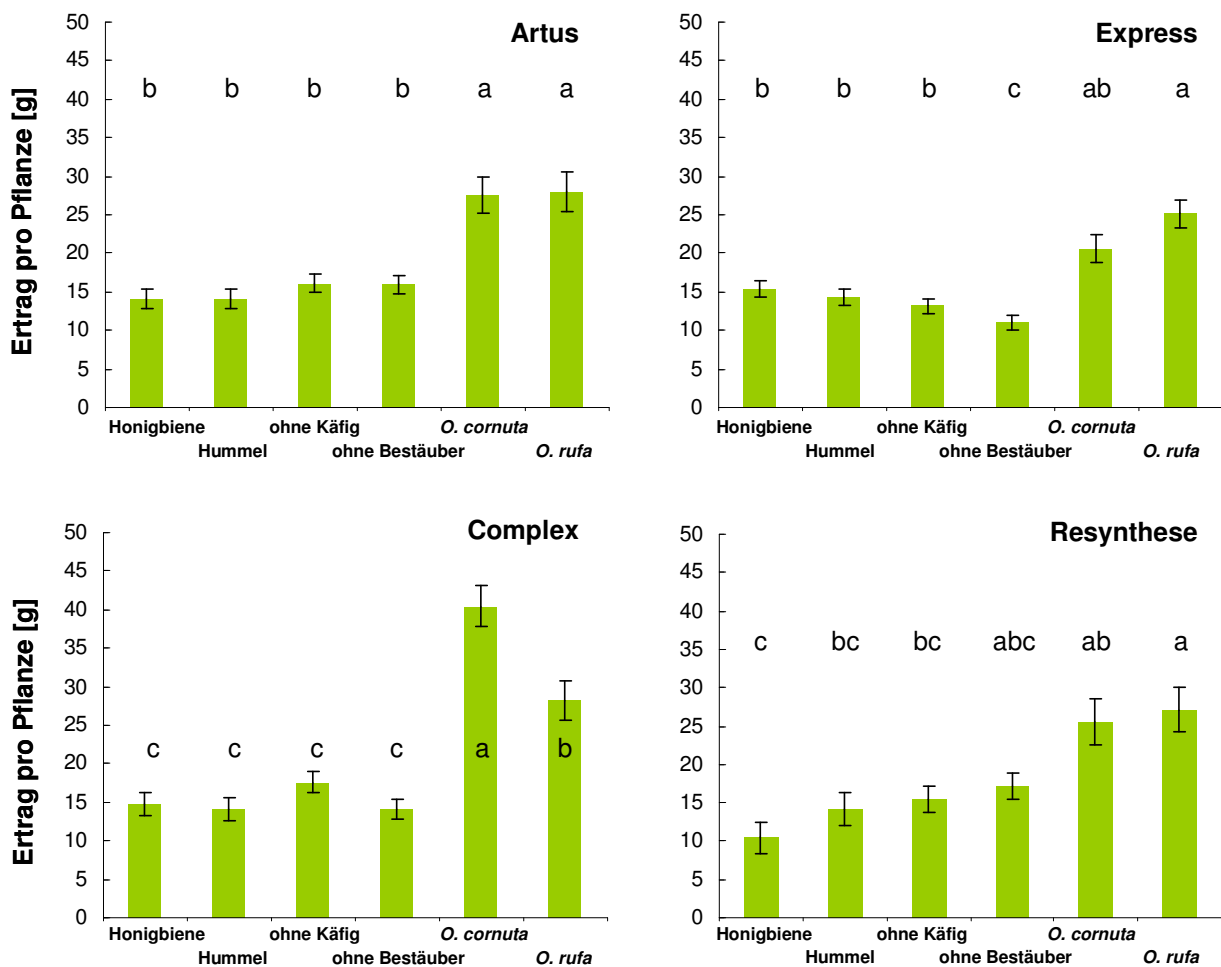 Artus
Ertrag pro Pflanze [g]
50
45
40
35
30
25
20
15
10
5
0
b b b b a a
Honigbiene ohne Käfig O. cornuta
Hummel ohne Bestäuber O. rufa
Express
50
45
40
35
30
25
20
15
10
5
0
b b b c ab a
Honigbiene ohne Käfig O. cornuta
Hummel ohne Bestäuber O. rufa
Complex
Ertrag pro Pflanze [g]
50
45
40
35
30
25
20
15
10
5
0
c c c c a b
Honigbiene ohne Käfig O. cornuta
Hummel ohne Bestäuber O. rufa
Resynthese
50
45
40
35
30
25
20
15
10
5
0
c bc bc abc ab a
Honigbiene ohne Käfig O. cornuta
Hummel ohne Bestäuber O. rufa